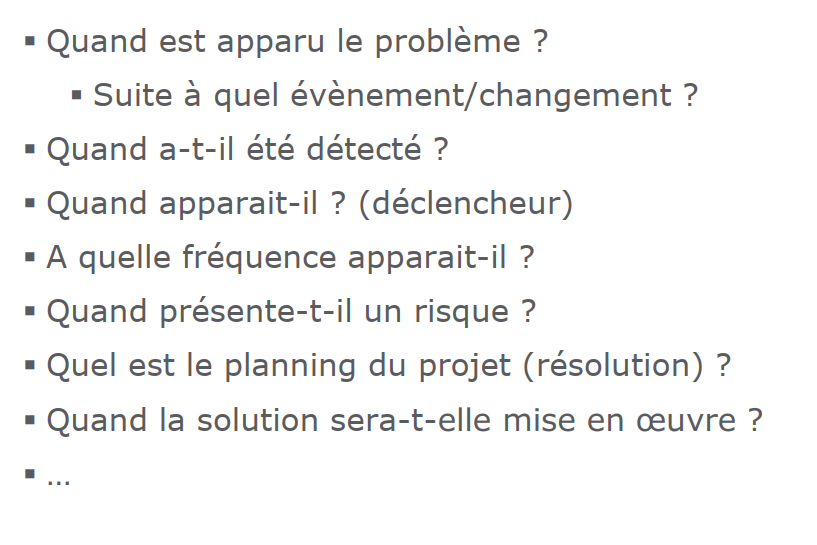 ▪ Quand est apparu le problème ?
▪ Suite à quel évènement/changement ?
▪ Quand a-t-il été détecté ?
▪ Quand apparait-il ? (déclencheur)
▪ A quelle fréquence apparait-il ?
▪ Quand présente-t-il un risque ?
▪ Quel est le planning du projet (résolution) ?
▪ Quand la solution sera-t-elle mise en œuvre ?
▪ …